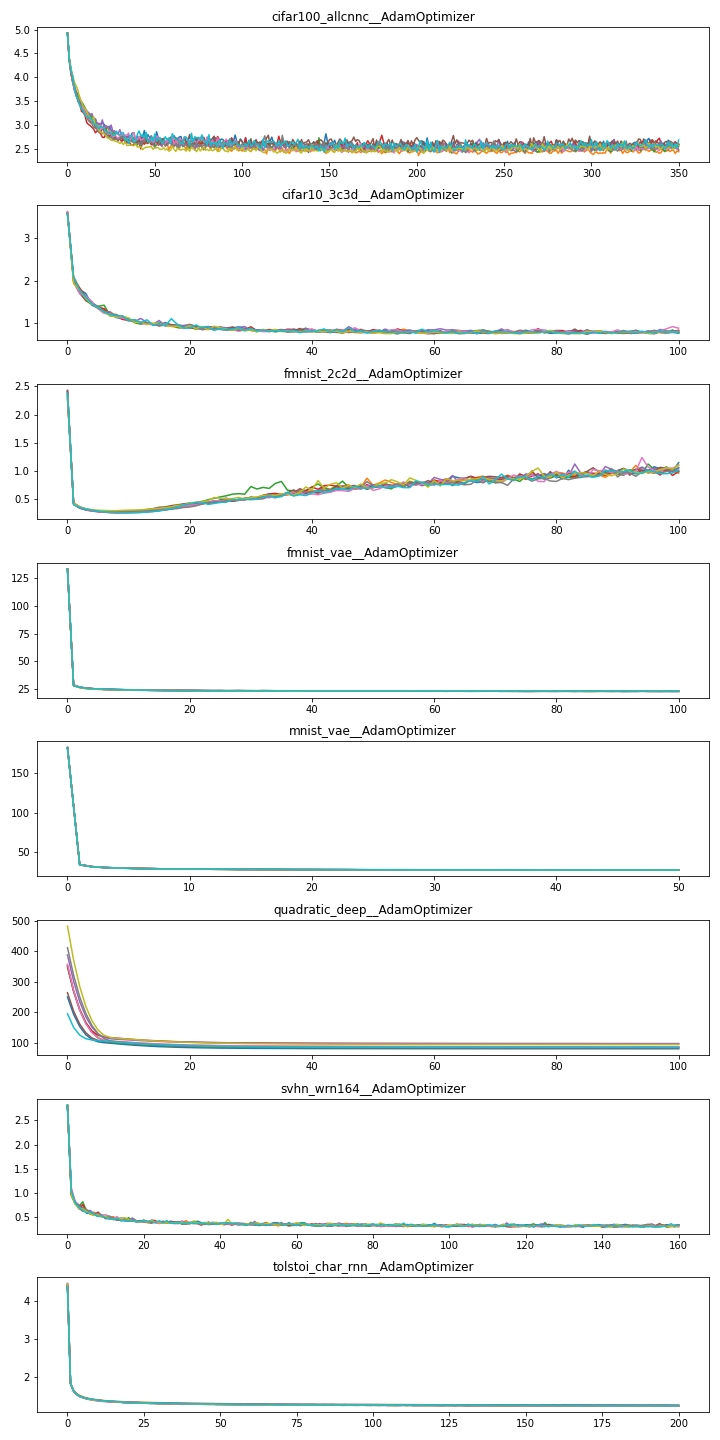 cifar100_allcnnc__AdamOptimizer
5.0
4.5
4.0
3.5
3.0
2.5
0 50 100 150 200 250 300 350
cifar10_3c3d__AdamOptimizer
3
2
1
0 20 40 60 80 100
fmnist_2c2d__AdamOptimizer
2.5
2.0
1.5
1.0
0.5
0 20 40 60 80 100
fmnist_vae__AdamOptimizer
125
100
75
50
25
0 20 40 60 80 100
mnist_vae__AdamOptimizer
150
100
50
0 10 20 30 40 50
quadratic_deep__AdamOptimizer
500
400
300
200
100
0 20 40 60 80 100
svhn_wrn164__AdamOptimizer
2.5
2.0
1.5
1.0
0.5
0 20 40 60 80 100 120 140 160
tolstoi_char_rnn__AdamOptimizer
4
3
2
0 25 50 75 100 125 150 175 200